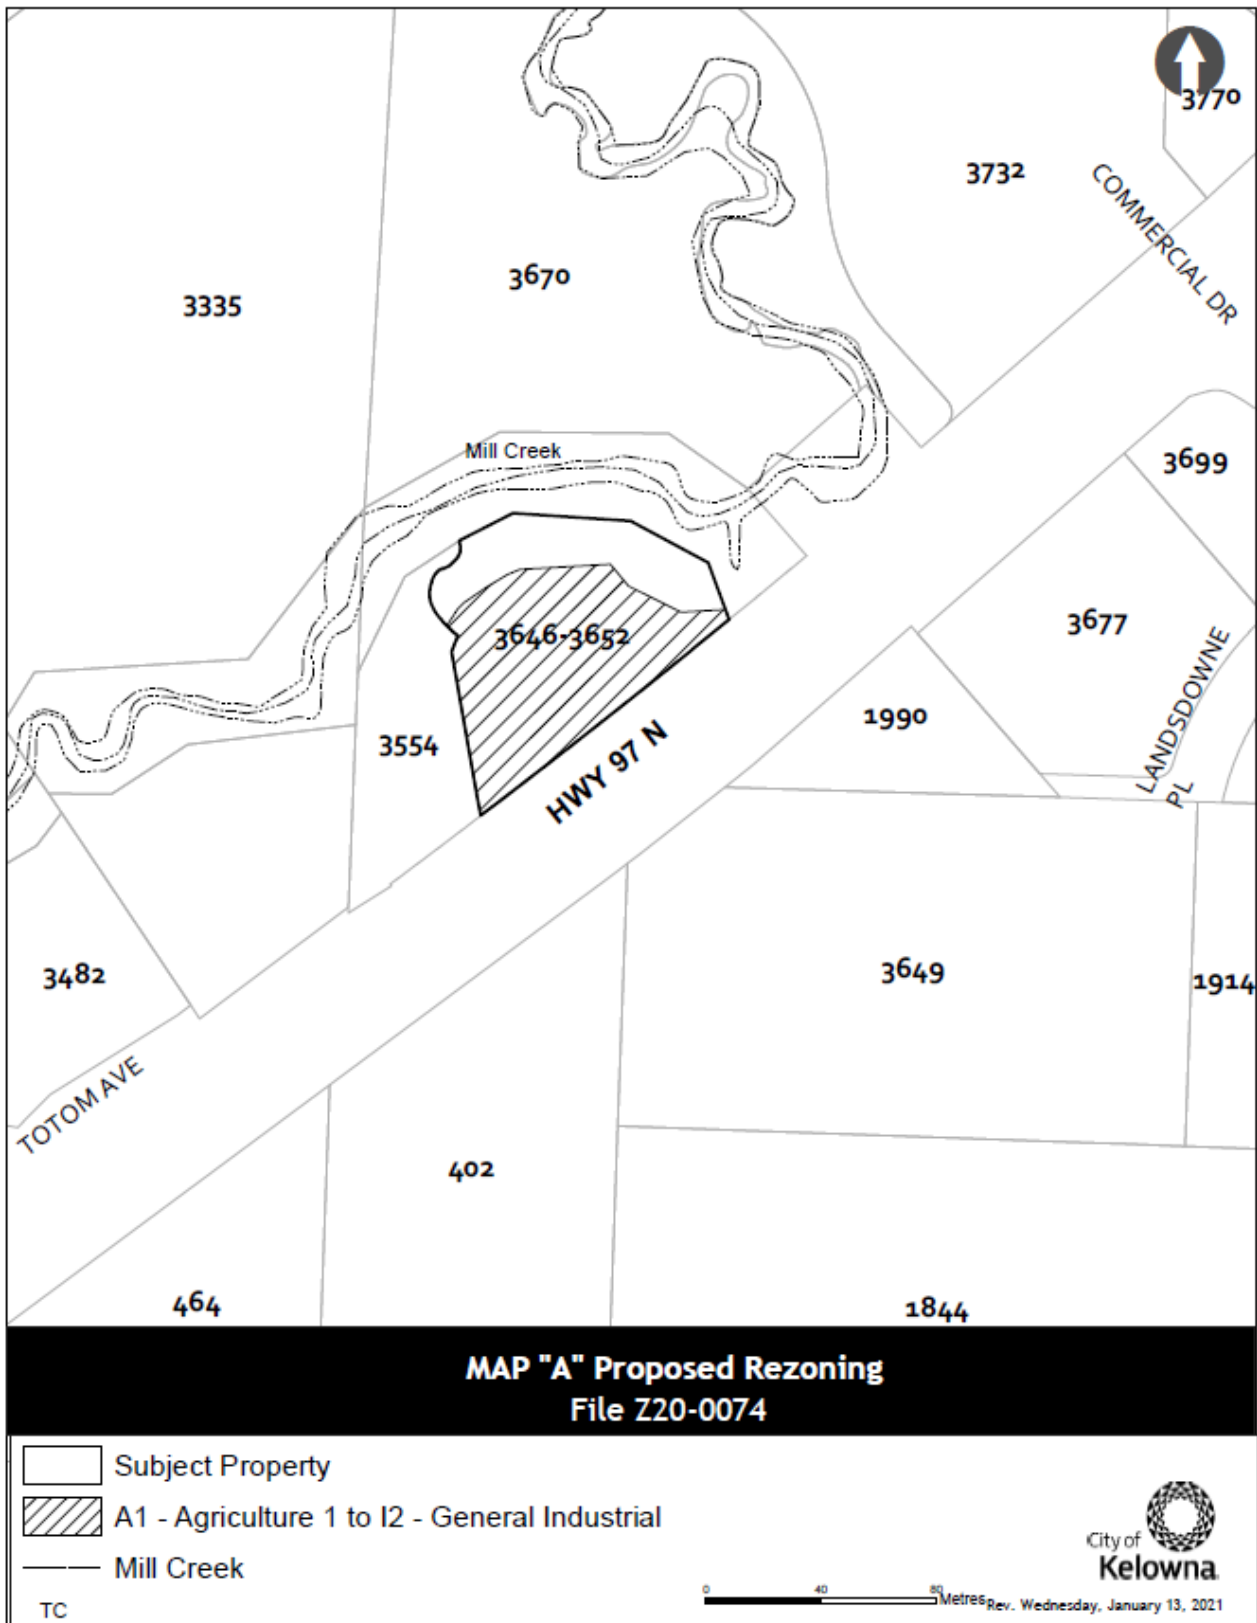 3770
3732
COMMERCIAL DR
3670
3335
Mill Creek
3699
3677
3646-3652
LANDSDOWNE
PL
1990
3554
HWY 97 N
3649
3482
1914
TOTOM AVE
402
464
1844
MAP "A" Proposed Rezoning
File Z20-0074
Subject Property
A1 - Agriculture 1 to I2 - General Industrial
Mill Creek
TC
0 40 80 Metres
City of
Kelowna
Rev. Wednesday, January 13, 2021